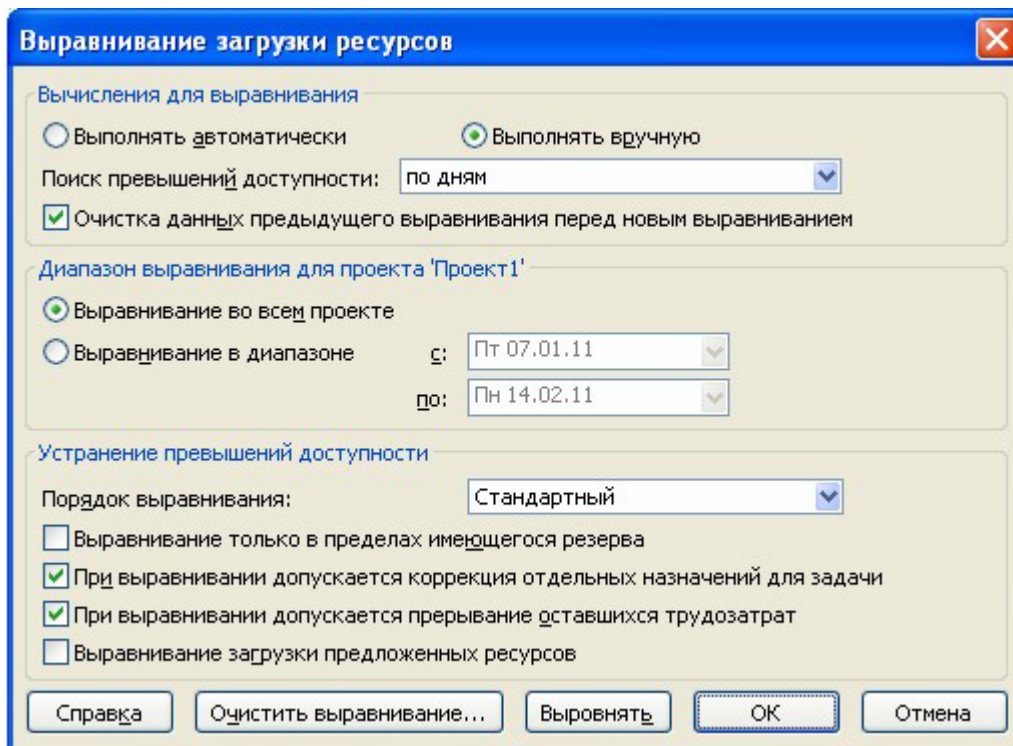 Выравнивание загрузки ресурсов
Вычисления для выравнивания
Выполнять автоматически Выполнять вручную
Поиск превышений доступности: по дням
Очистка данных предыдущего выравнивания перед новым выравниванием
Диапазон выравнивания для проекта 'Проект1'
Выравнивание во всем проекте
Выравнивание в диапазоне с: Пт 07.01.11
по: Пн 14.02.11
Устранение превышений доступности
Порядок выравнивания: Стандартный
Выравнивание только в пределах имеющегося резерва
При выравнивании допускается коррекция отдельных назначений для задачи
При выравнивании допускается прерывание оставшихся трудозатрат
Выравнивание загрузки предложенных ресурсов
Справка Очистить выравнивание... Выровнять ОК Отмена